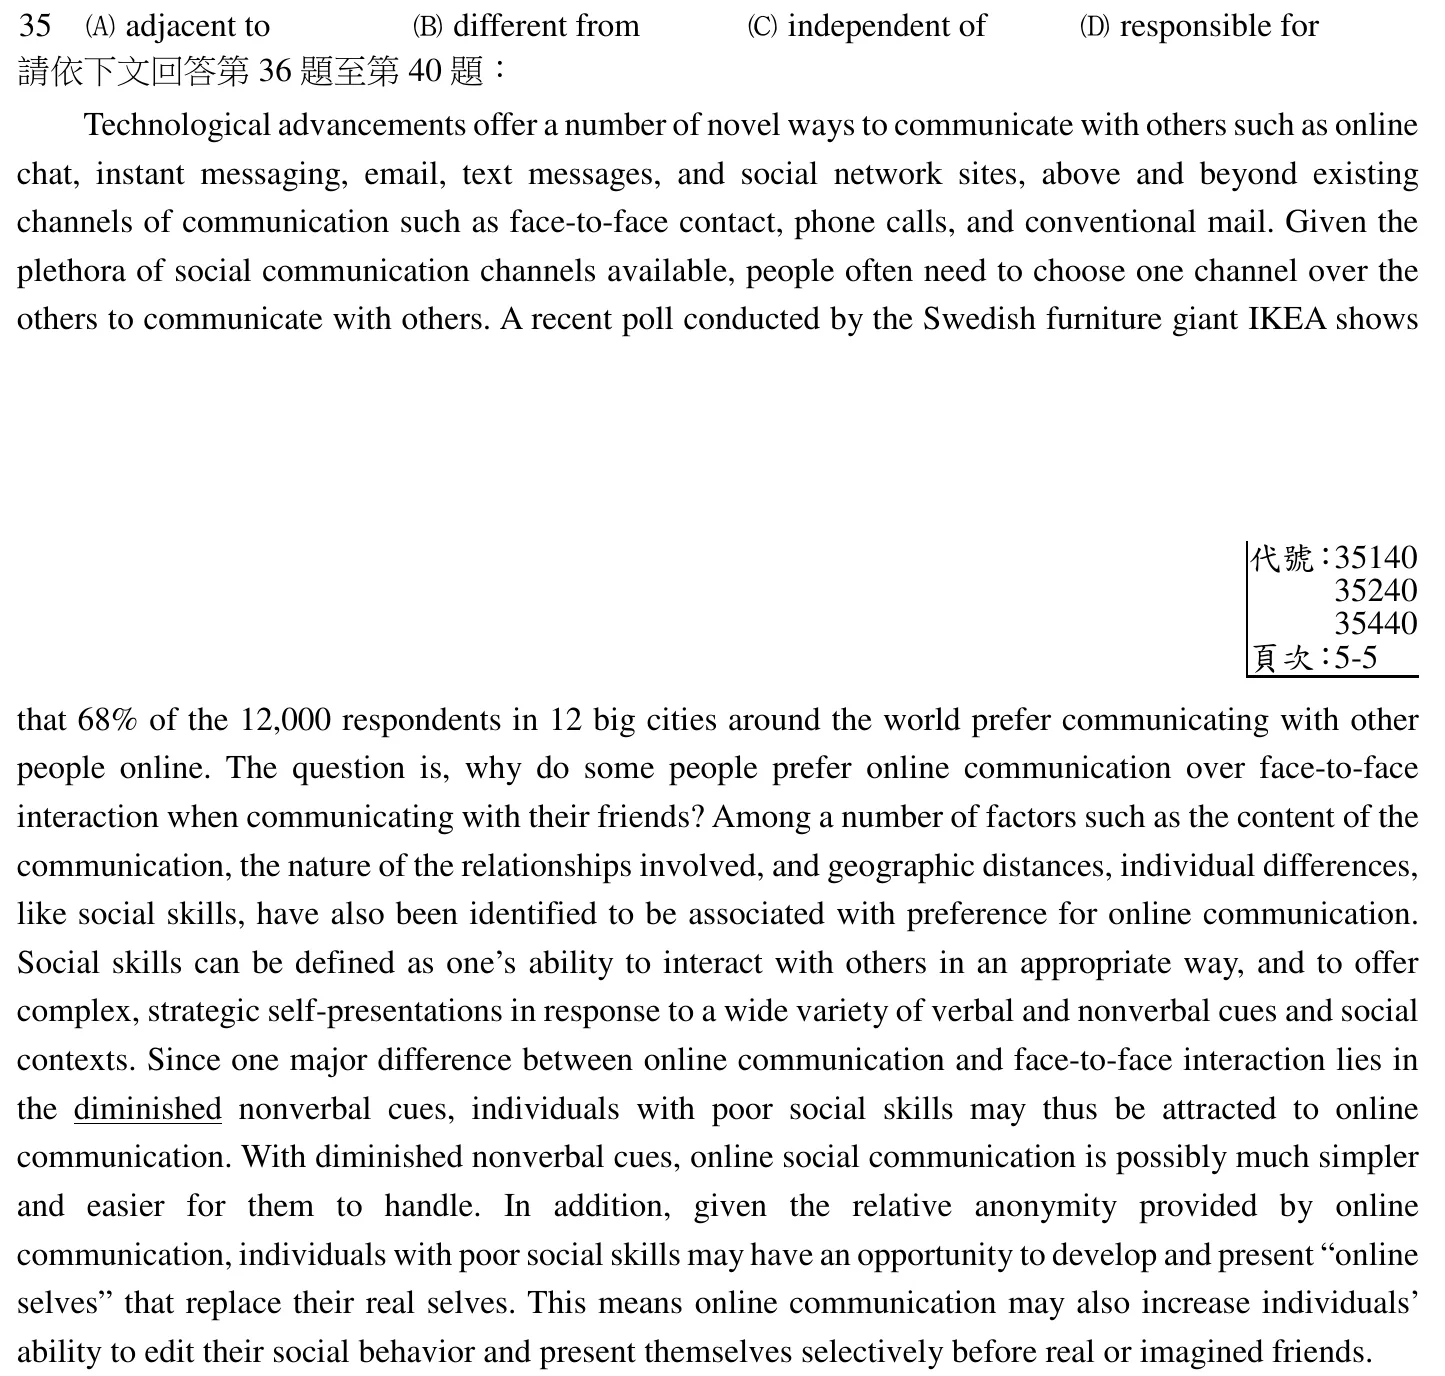 35 (A) adjacent to (B) different from (C) independent of (D) responsible for
請依下文回答第 36 題至第 40 題：
Technological advancements offer a number of novel ways to communicate with others such as online
chat, instant messaging, email, text messages, and social network sites, above and beyond existing
channels of communication such as face-to-face contact, phone calls, and conventional mail. Given the
plethora of social communication channels available, people often need to choose one channel over the
others to communicate with others. A recent poll conducted by the Swedish furniture giant IKEA shows
代號：35140
35240
35440
頁次：5-5
that 68% of the 12,000 respondents in 12 big cities around the world prefer communicating with other
people online. The question is, why do some people prefer online communication over face-to-face
interaction when communicating with their friends? Among a number of factors such as the content of the
communication, the nature of the relationships involved, and geographic distances, individual differences,
like social skills, have also been identified to be associated with preference for online communication.
Social skills can be defined as one’s ability to interact with others in an appropriate way, and to offer
complex, strategic self-presentations in response to a wide variety of verbal and nonverbal cues and social
contexts. Since one major difference between online communication and face-to-face interaction lies in
the diminished nonverbal cues, individuals with poor social skills may thus be attracted to online
communication. With diminished nonverbal cues, online social communication is possibly much simpler
and easier for them to handle. In addition, given the relative anonymity provided by online
communication, individuals with poor social skills may have an opportunity to develop and present “online
selves” that replace their real selves. This means online communication may also increase individuals’
ability to edit their social behavior and present themselves selectively before real or imagined friends.